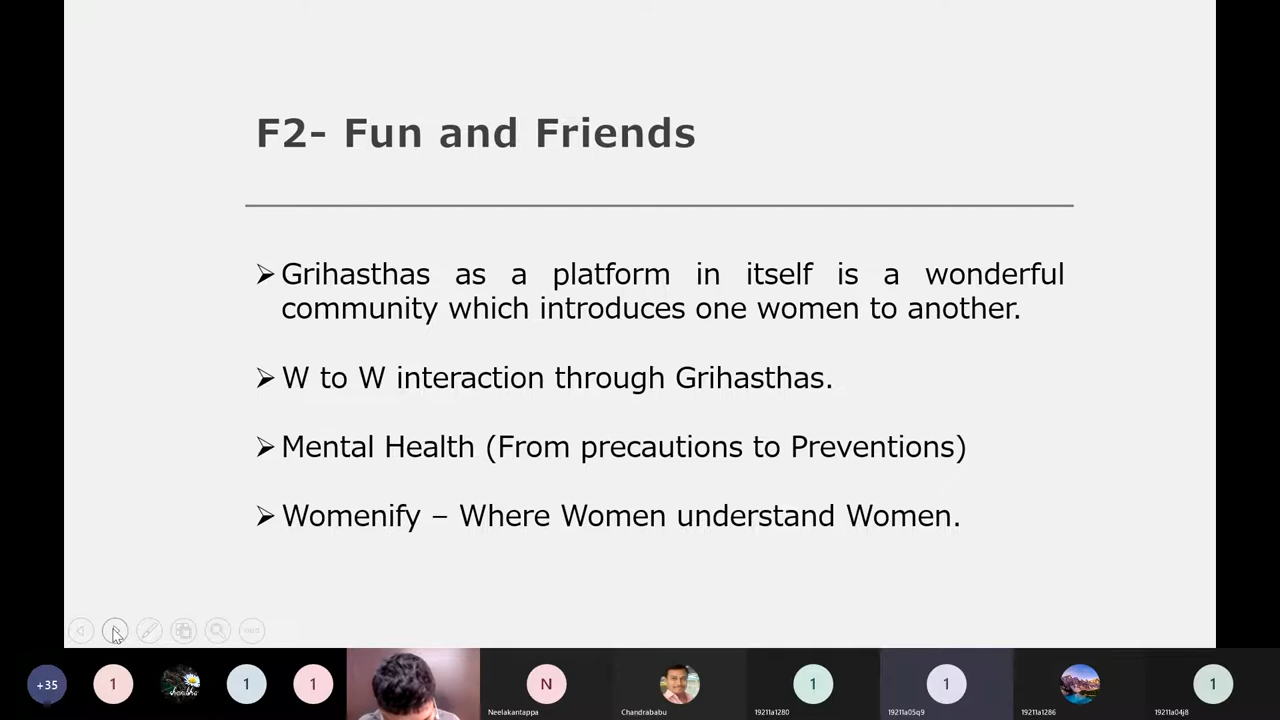 F2- Fun and Friends
➢ Grihasthas as a platform in itself is a wonderful
community which introduces one women to another.
➢ W to W interaction through Grihasthas.
➢ Mental Health (From precautions to Preventions)
➢ Womenify – Where Women understand Women.
+35
1
1
1
N
1
1
1
Neelakantappa
Chandrababu
19211a1280
19211a05q9
19211a1286
19211a04j8